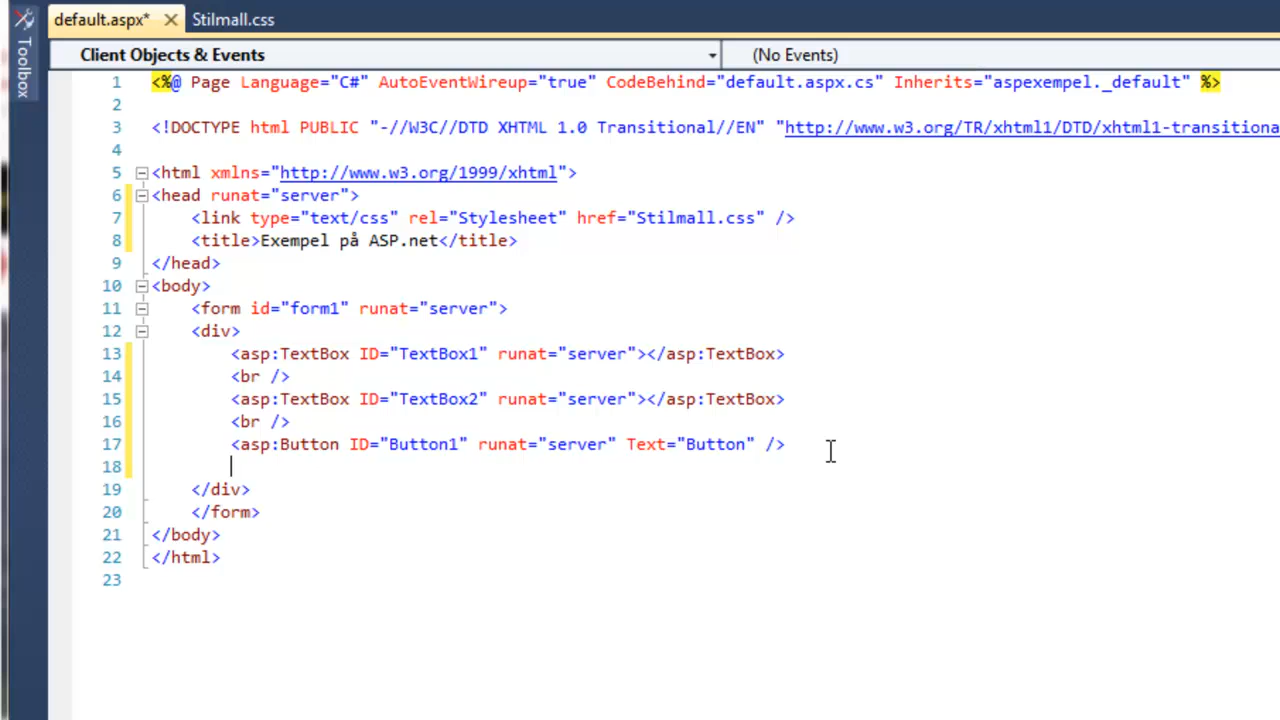 default.aspx* Stilmall.css
Toolbox
Client Objects & Events (No Events)
1 <%@ Page Language="C#" AutoEventWireup="true" CodeBehind="default.aspx.cs" Inherits="aspexempel._default" %>
2
3 <!DOCTYPE html PUBLIC "-//W3C//DTD XHTML 1.0 Transitional//EN" "http://www.w3.org/TR/xhtml1/DTD/xhtml1-transitiona
4
5 <html xmlns="http://www.w3.org/1999/xhtml">
6 <head runat="server">
7 <link type="text/css" rel="Stylesheet" href="Stilmall.css" />
8 <title>Exempel på ASP.net</title>
9 </head>
10 <body>
11 <form id="form1" runat="server">
12 <div>
13 <asp:TextBox ID="TextBox1" runat="server"></asp:TextBox>
14 <br />
15 <asp:TextBox ID="TextBox2" runat="server"></asp:TextBox>
16 <br />
17 <asp:Button ID="Button1" runat="server" Text="Button" />
18
19 </div>
20 </form>
21 </body>
22 </html>
23